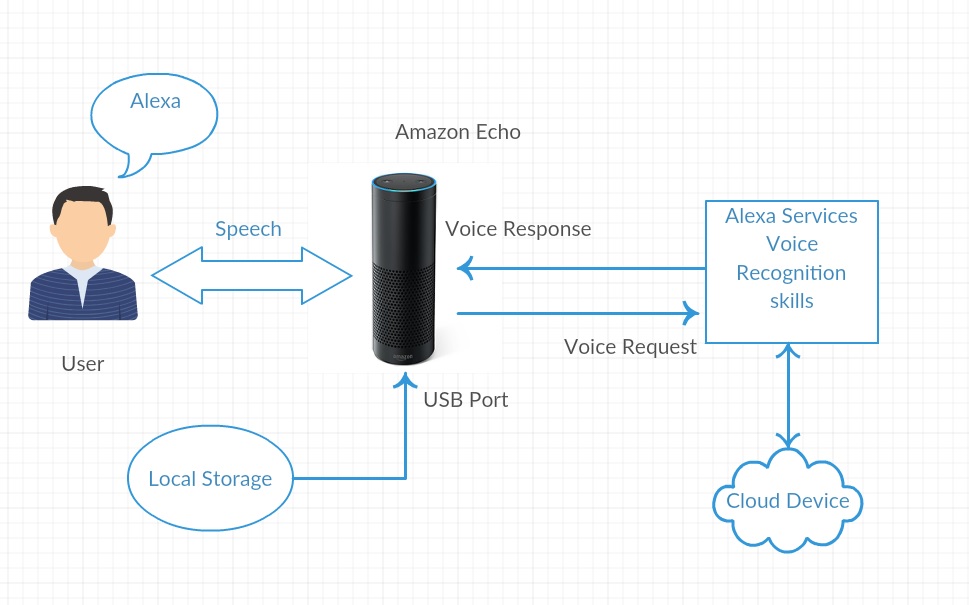 Alexa
Amazon Echo
Speech
Voice Response
Alexa Services
Voice
Recognition
skills
Voice Request
User
amazon
USB Port
Local Storage
Cloud Device